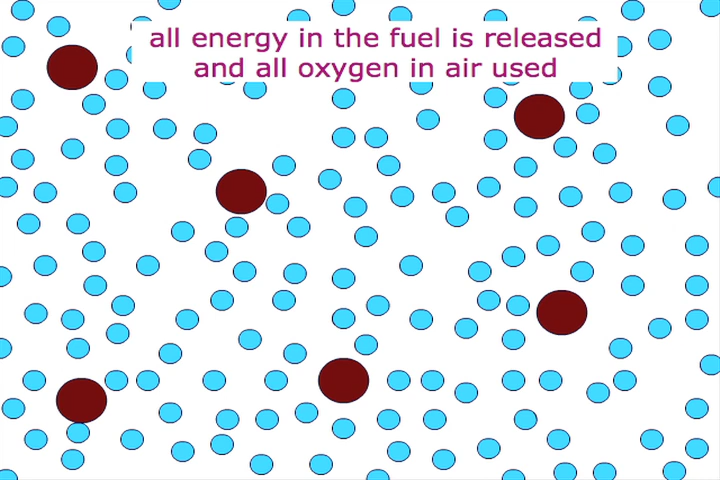 all energy in the fuel is released
and all oxygen in air used